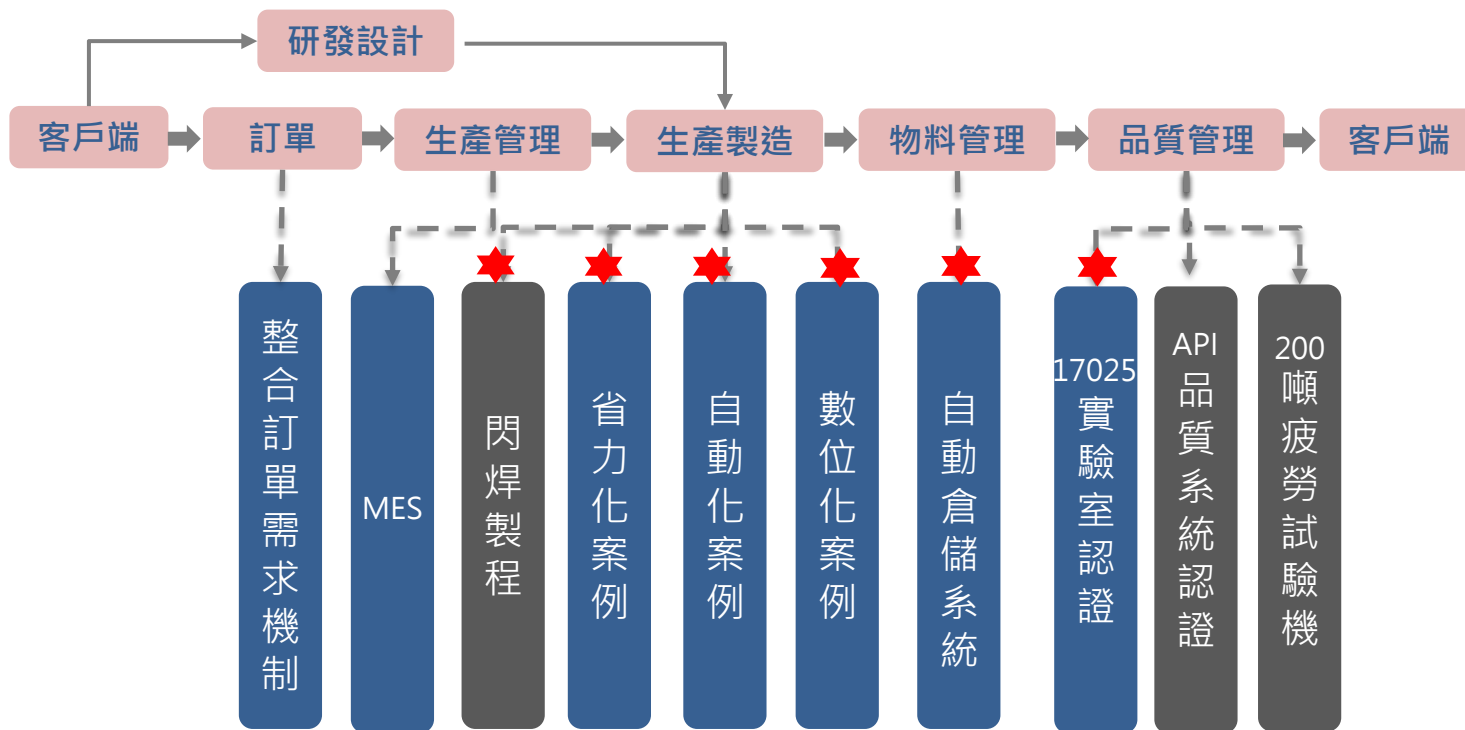 研發設計
客戶端
訂單
生產管理
生產製造
物料管理
品質管理
客戶端
整合訂單需求機制
MES
閃焊製程
省力化案例
自動化案例
數位化案例
自動倉儲系統
17025
實驗室認證
API
品質系統認證
200
噸疲勞試驗機